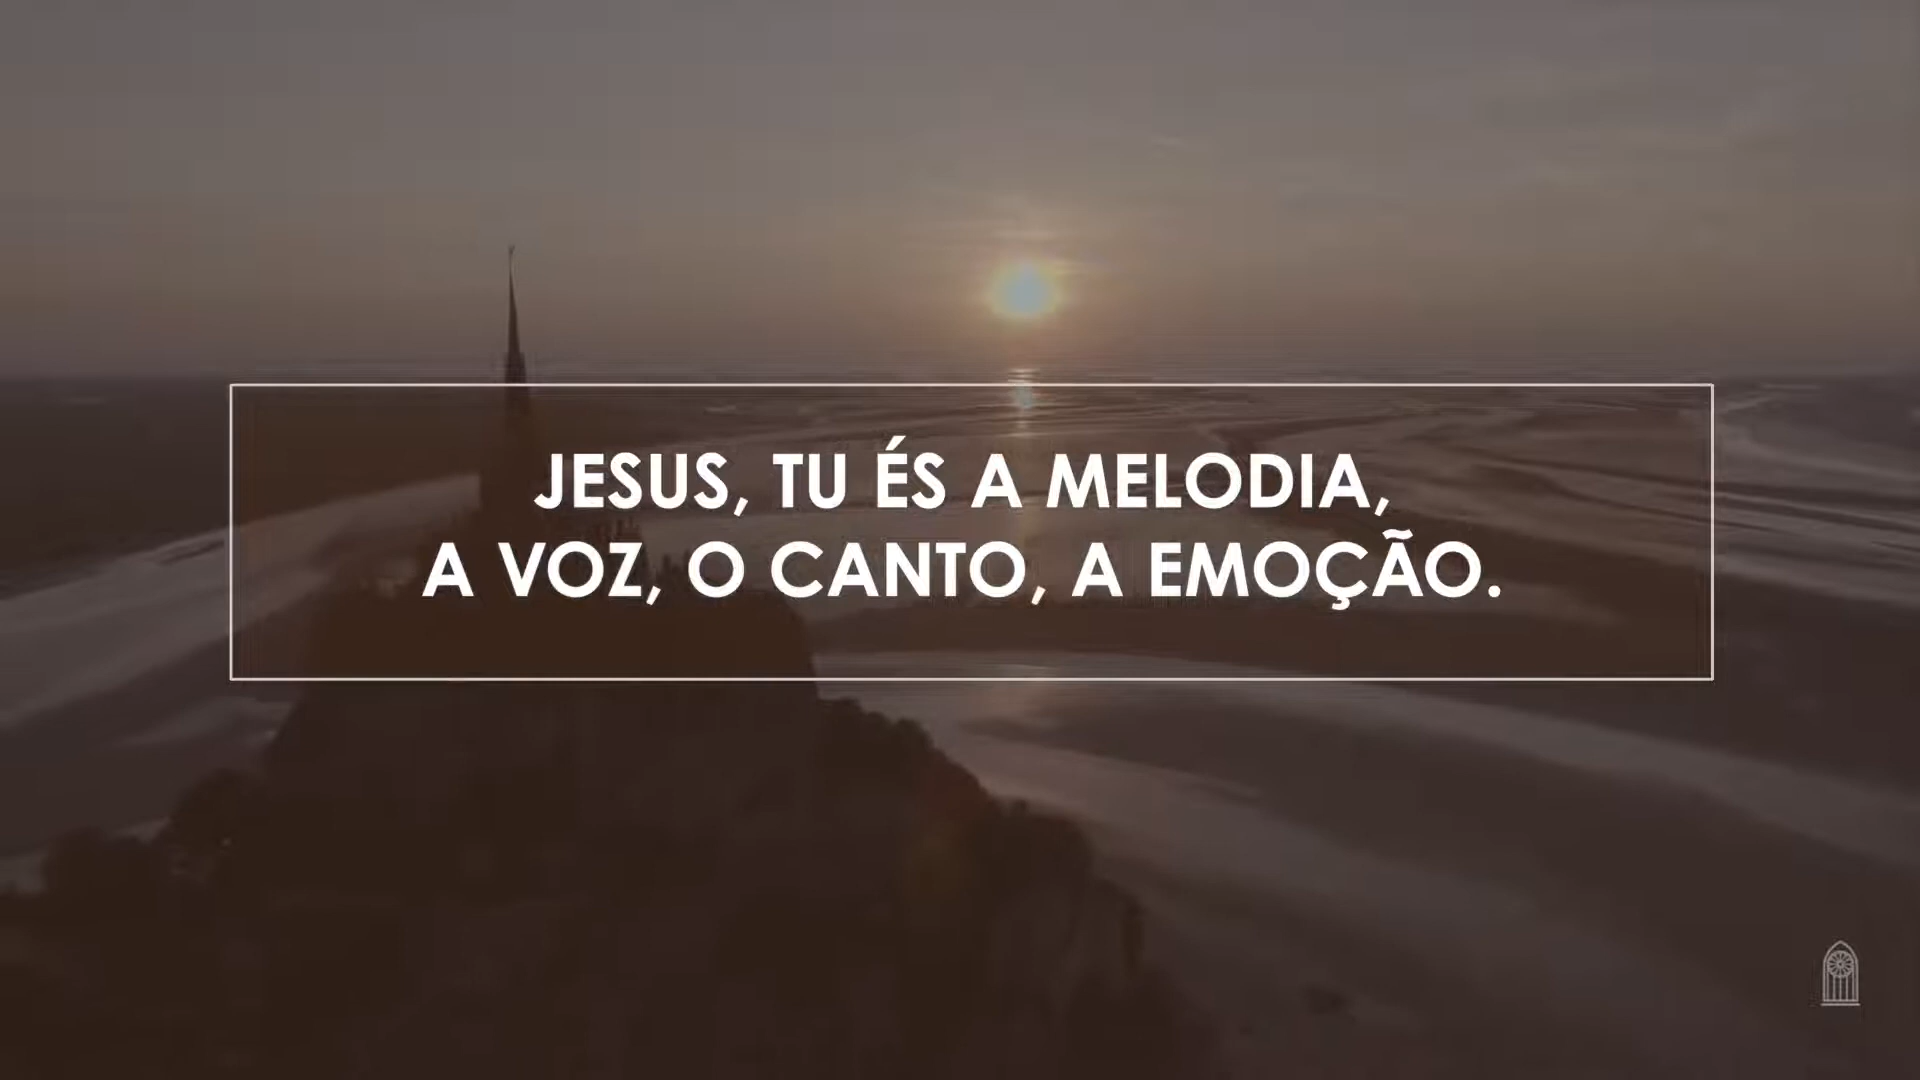 JESUS, TU ÉS A MELODIA,
A VOZ, O CANTO, A EMOÇÃO.